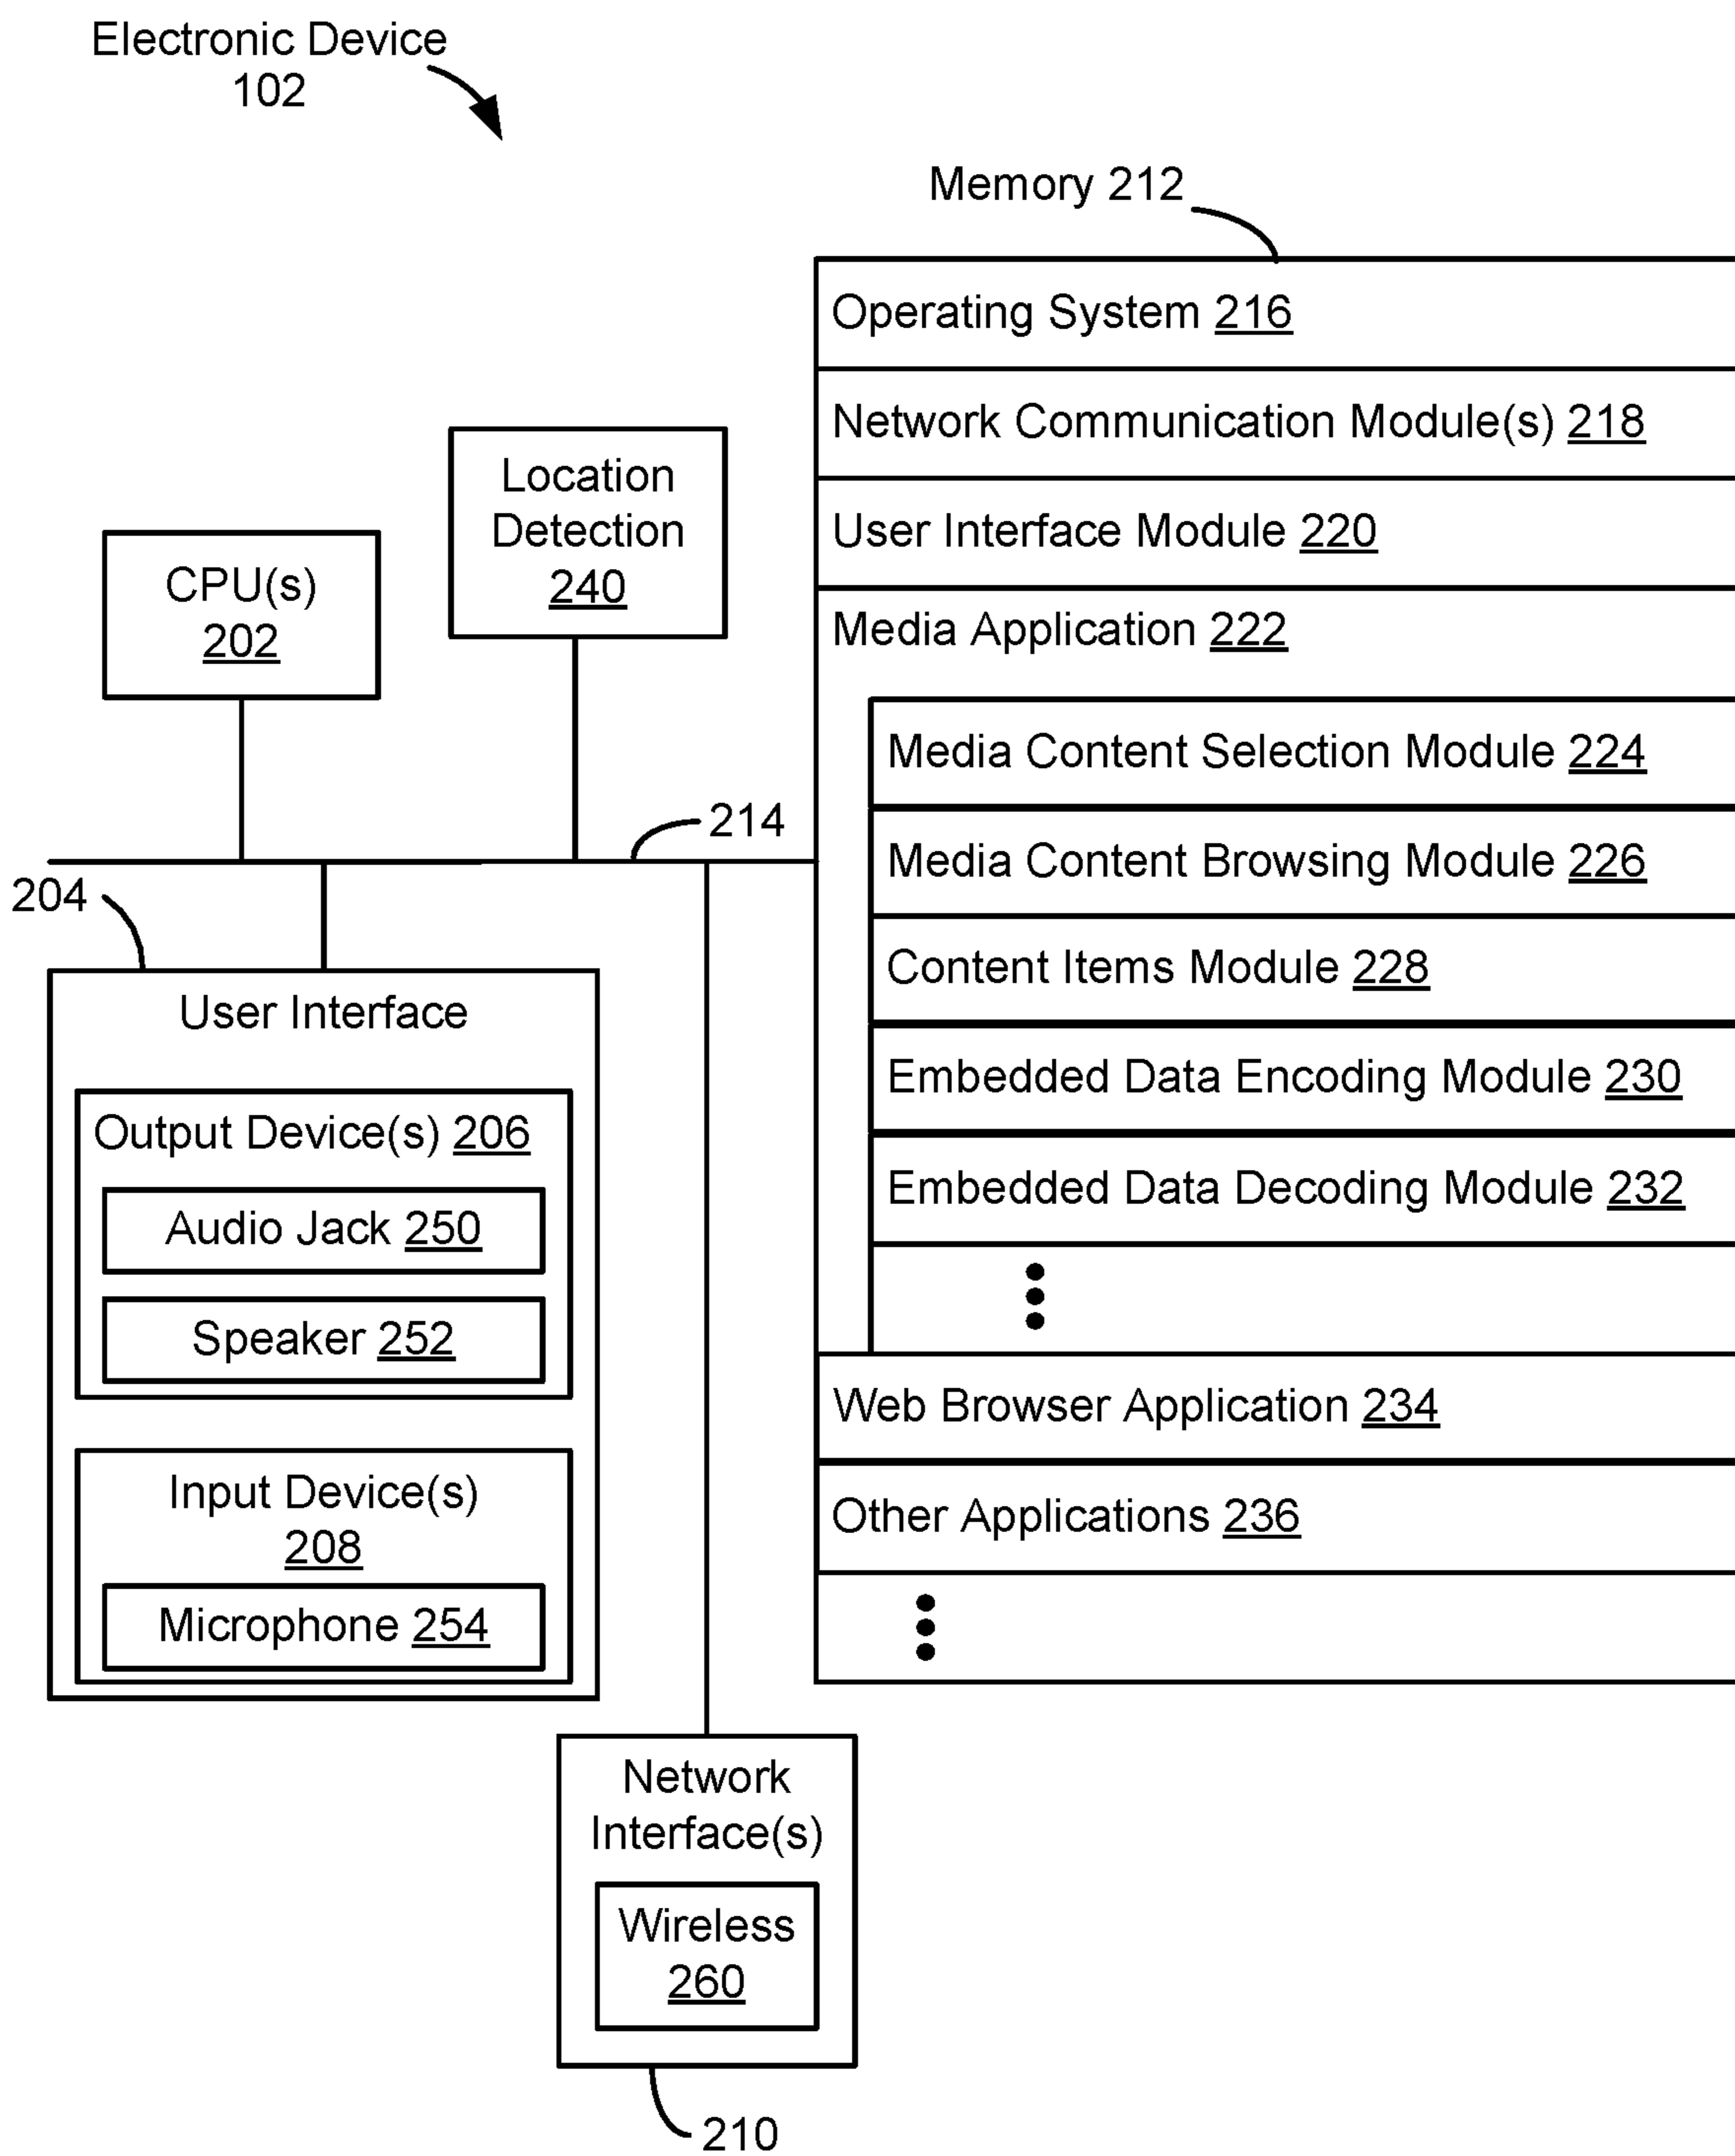 Electronic Device
102
Memory 212
Operating System 216
Network Communication Module(s) 218
User Interface Module 220
Media Application 222
Media Content Selection Module 224
Media Content Browsing Module 226
Content Items Module 228
Embedded Data Encoding Module 230
Embedded Data Decoding Module 232
Web Browser Application 234
Other Applications 236
Location
Detection
240
CPU(s)
202
214
204
User Interface
Output Device(s) 206
Audio Jack 250
Speaker 252
Input Device(s)
208
Microphone 254
Network
Interface(s)
Wireless
260
210